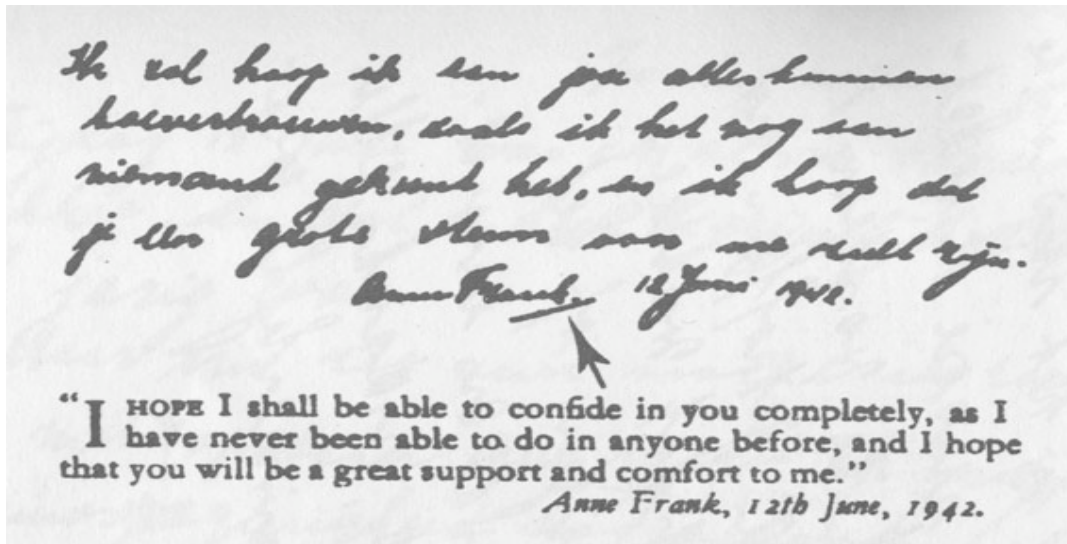 Ik zal hoop ik aan jou alles kunnen
toevertrouwen, zoals ik het nog aan
niemand gekund heb, en ik hoop dat
je een grote steun voor me zult zijn.
Anne Frank. 12 Juni 1942.
“I HOPE I shall be able to confide in you completely, as I
have never been able to do in anyone before, and I hope
that you will be a great support and comfort to me.”
Anne Frank, 12th June, 1942.